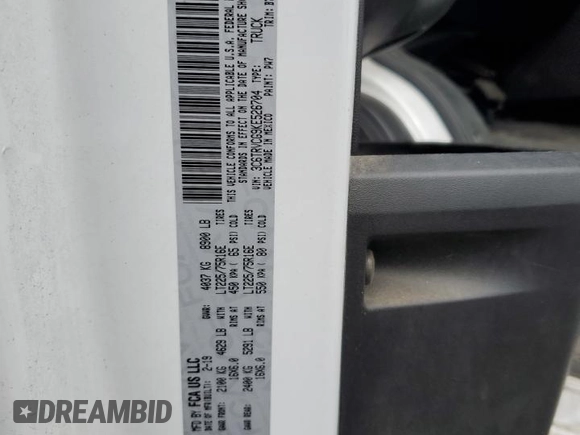 MFD BY FCA US LLC
DATE OF MFR: 2-19 GVWR: 4037 KG 8900 LB
GAWR FRONT: 2100 KG 4629 LB WITH LT225/75R16E TIRES
16X6.0 RIMS AT 450 KPA ( 65 PSI) COLD
GAWR REAR: 2400 KG 5291 LB WITH LT225/75R16E TIRES
16X6.0 RIMS AT 550 KPA ( 80 PSI) COLD
THIS VEHICLE CONFORMS TO ALL APPLICABLE U.S.A. FEDERAL
STANDARDS IN EFFECT ON THE DATE OF MANUFACTURE SH
VIN: 3C6TRVCG9KE526704 TYPE: TRUCK
VEHICLE MADE IN MEXICO PAINT: PW7 TRIM:
DREAMBID